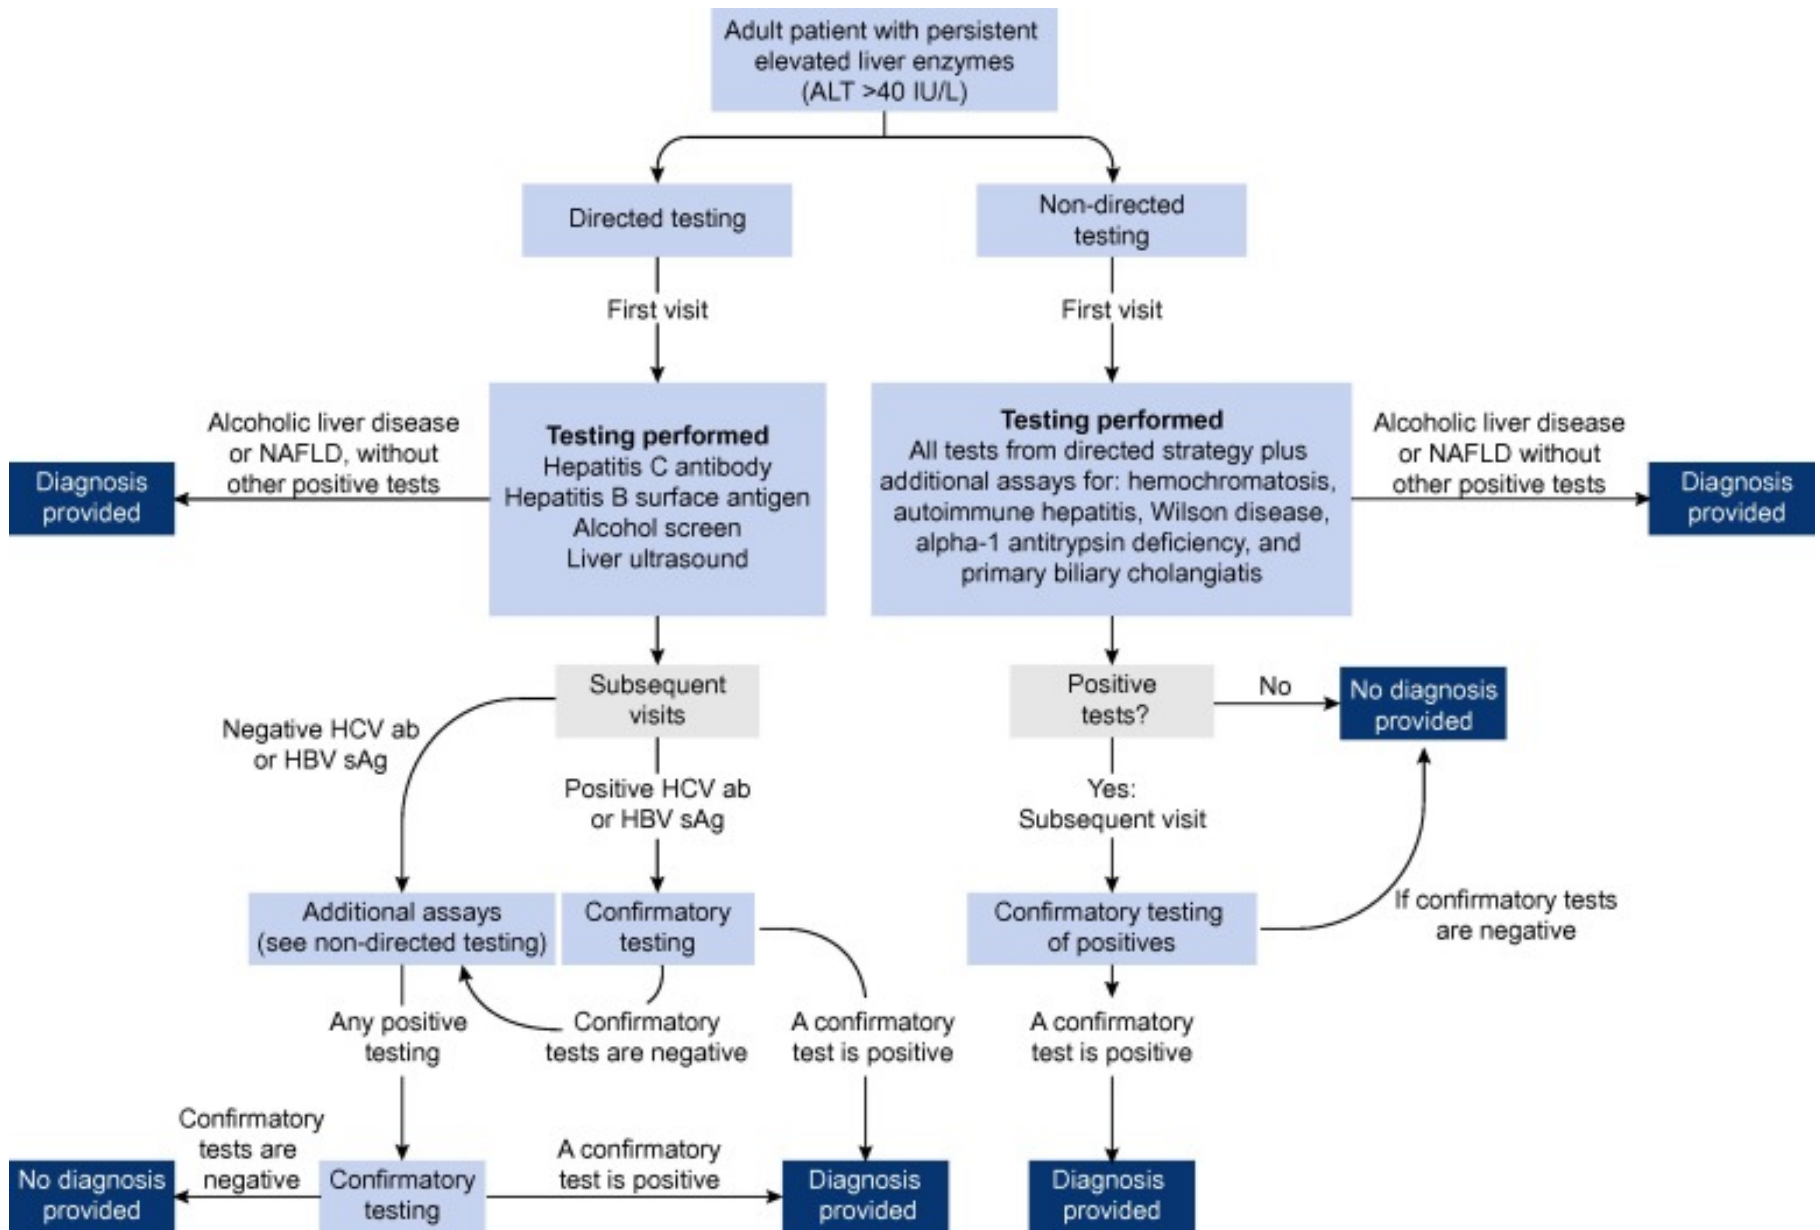 Adult patient with persistent
elevated liver enzymes
(ALT >40 IU/L)
Directed testing
Non-directed
testing
First visit
First visit
Alcoholic liver disease
or NAFLD, without
other positive tests
Diagnosis
provided
Testing performed
Hepatitis C antibody
Hepatitis B surface antigen
Alcohol screen
Liver ultrasound
Testing performed
All tests from directed strategy plus
additional assays for: hemochromatosis,
autoimmune hepatitis, Wilson disease,
alpha-1 antitrypsin deficiency, and
primary biliary cholangiatis
Alcoholic liver disease
or NAFLD without
other positive tests
Diagnosis
provided
Subsequent
visits
Positive
tests?
No
No diagnosis
provided
Negative HCV ab
or HBV sAg
Positive HCV ab
or HBV sAg
Yes:
Subsequent visit
Additional assays
(see non-directed testing)
Confirmatory
testing
Confirmatory testing
of positives
If confirmatory tests
are negative
Any positive
testing
Confirmatory
tests are negative
A confirmatory
test is positive
A confirmatory
test is positive
Confirmatory
tests are
negative
A confirmatory
test is positive
No diagnosis
provided
Confirmatory
testing
Diagnosis
provided
Diagnosis
provided